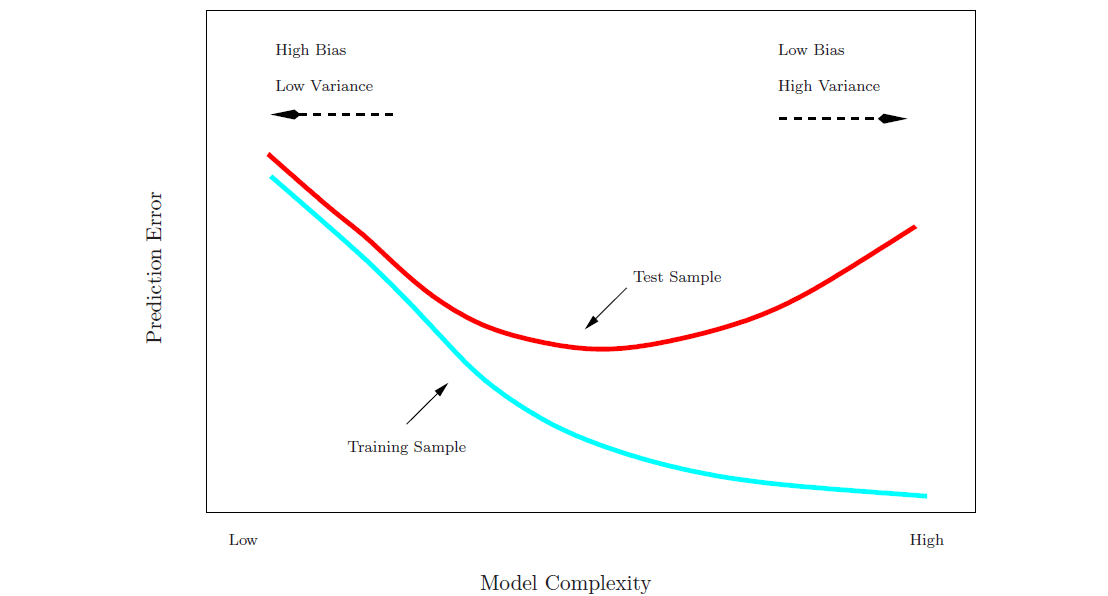 High Bias
Low Variance
Low Bias
High Variance
Prediction Error
Test Sample
Training Sample
Low
High
Model Complexity